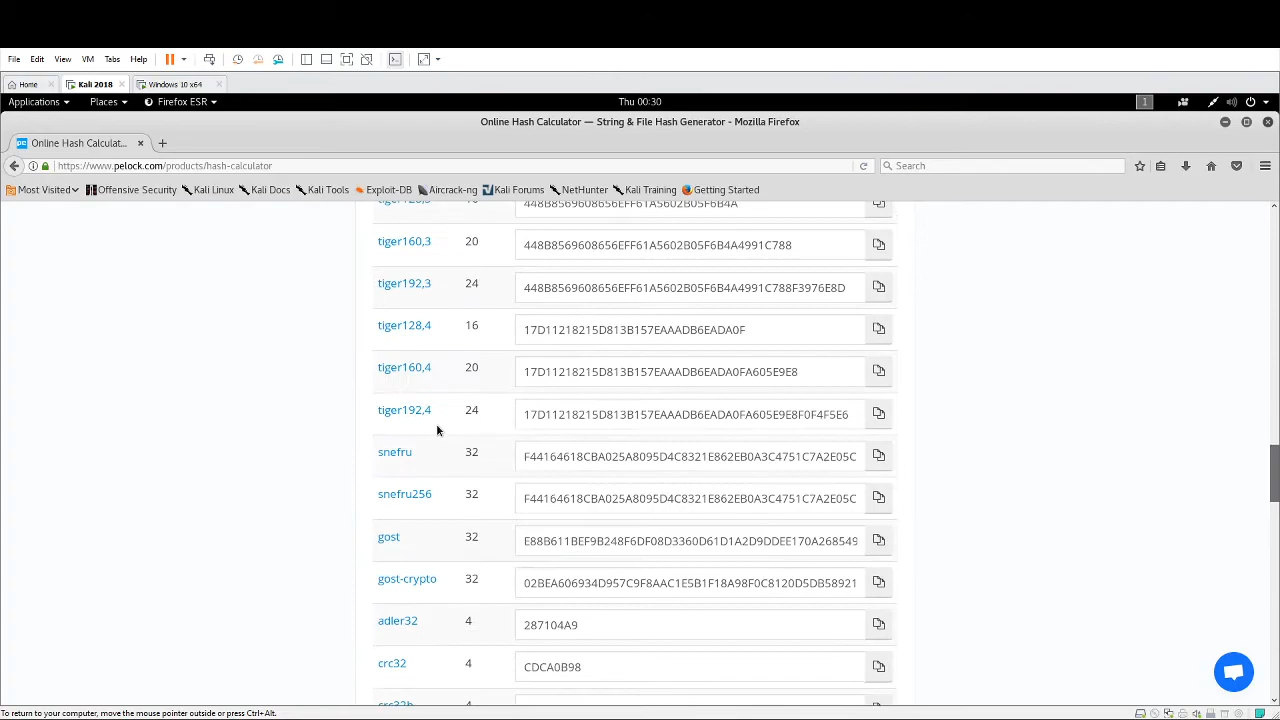 File Edit View VM Tabs Help
Home Kali 2018 Windows 10 x64
Applications Places Firefox ESR Thu 00:30 1
Online Hash Calculator — String & File Hash Generator - Mozilla Firefox
Online Hash Calculat...
https://www.pelock.com/products/hash-calculator Search
Most Visited Offensive Security Kali Linux Kali Docs Kali Tools Exploit-DB Aircrack-ng Kali Forums NetHunter Kali Training Getting Started
448B8569608656EFF61A5602B05F6B4A
tiger160,3 20 448B8569608656EFF61A5602B05F6B4A4991C788
tiger192,3 24 448B8569608656EFF61A5602B05F6B4A4991C788F3976E8D
tiger128,4 16 17D11218215D813B157EAAADB6EADA0F
tiger160,4 20 17D11218215D813B157EAAADB6EADA0FA605E9E8
tiger192,4 24 17D11218215D813B157EAAADB6EADA0FA605E9E8F0F4F5E6
snefru 32 F44164618CBA025A8095D4C8321E862EB0A3C4751C7A2E05C
snefru256 32 F44164618CBA025A8095D4C8321E862EB0A3C4751C7A2E05C
gost 32 E88B611BEF9B248F6DF08D3360D61D1A2D9DDEE170A268549
gost-crypto 32 02BEA606934D957C9F8AAC1E5B1F18A98F0C8120D5DB58921
adler32 4 287104A9
crc32 4 CDCA0B98
crc32b 4
To return to your computer, move the mouse pointer outside or press Ctrl+Alt.